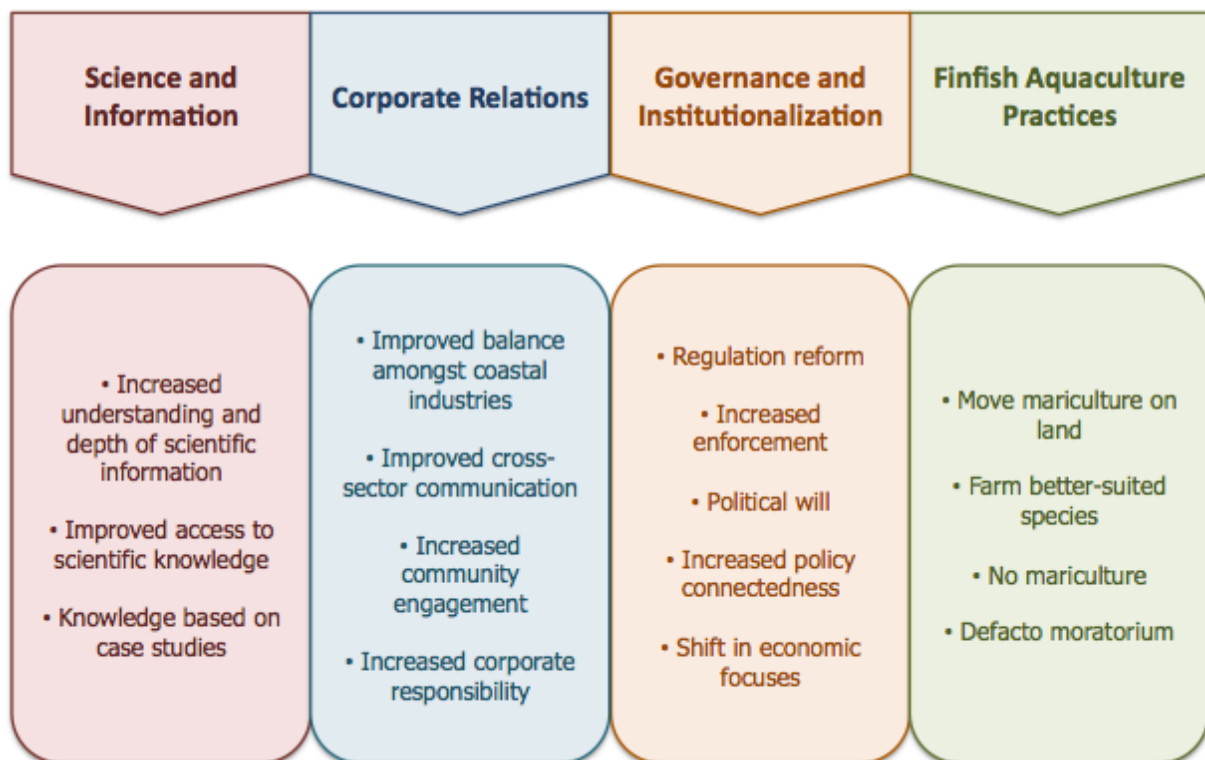 Science and
Information
Corporate Relations
Governance and
Institutionalization
Finfish Aquaculture
Practices
• Increased
understanding and
depth of scientific
information
• Improved access to
scientific knowledge
• Knowledge based on
case studies
• Improved balance
amongst coastal
industries
• Improved cross-
sector communication
• Increased
community
engagement
• Increased corporate
responsibility
• Regulation reform
• Increased
enforcement
• Political will
• Increased policy
connectedness
• Shift in economic
focuses
• Move mariculture on
land
• Farm better-suited
species
• No mariculture
• Defacto moratorium